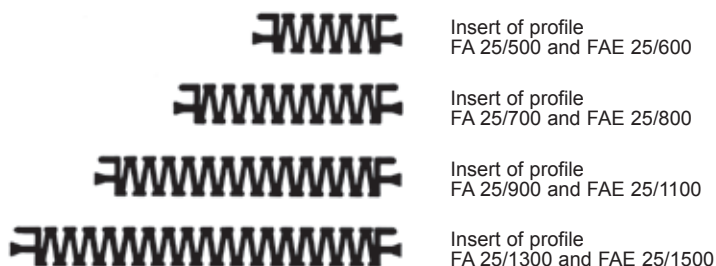 Insert of profile
FA 25/500 and FAE 25/600
Insert of profile
FA 25/700 and FAE 25/800
Insert of profile
FA 25/900 and FAE 25/1100
Insert of profile
FA 25/1300 and FAE 25/1500